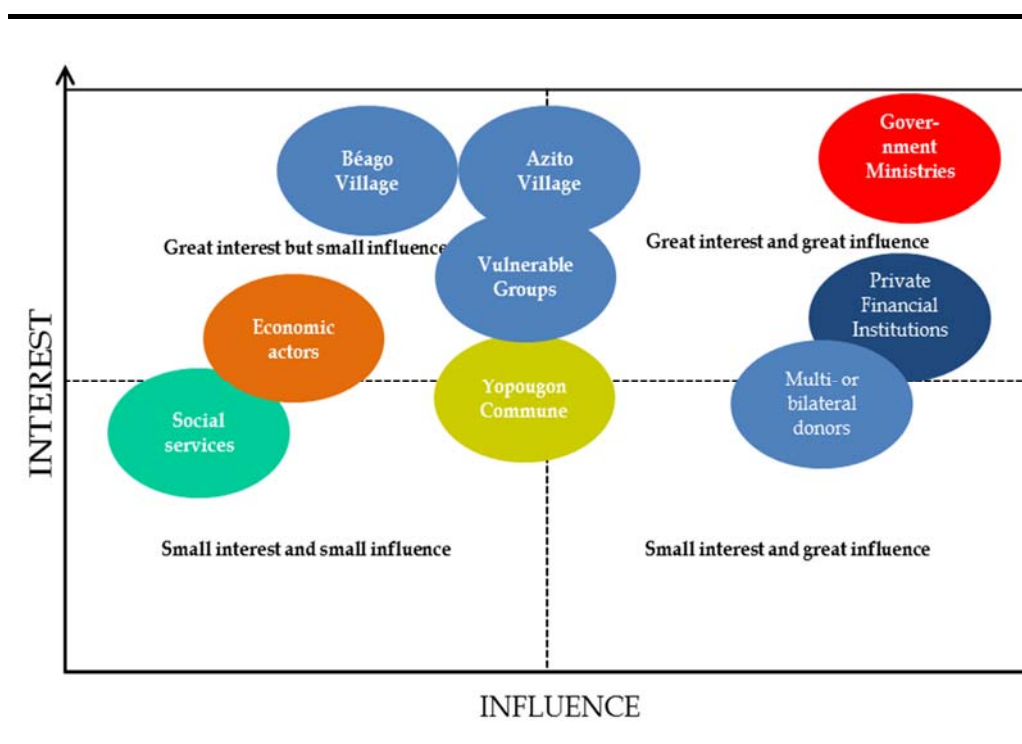 Béago
Village
Azito
Village
Gover-
nment
Ministries
Great interest but small influence
Great interest and great influence
Vulnerable
Groups
Private
Financial
Institutions
Economic
actors
Yopougon
Commune
Multi- or
bilateral
donors
Social
services
INTEREST
Small interest and small influence
Small interest and great influence
INFLUENCE